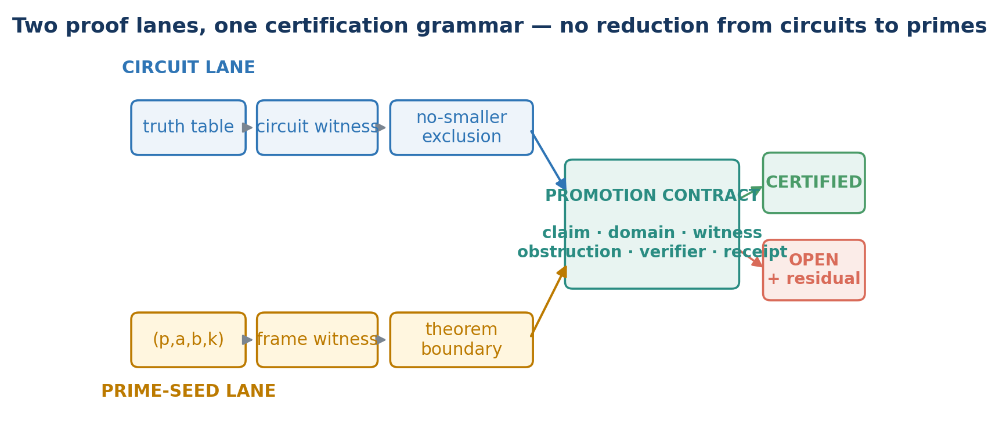 Two proof lanes, one certification grammar — no reduction from circuits to primes
CIRCUIT LANE
truth table
circuit witness
no-smaller
exclusion
PROMOTION CONTRACT
claim · domain · witness
obstruction · verifier · receipt
CERTIFIED
OPEN
+ residual
(p,a,b,k)
frame witness
theorem
boundary
PRIME-SEED LANE